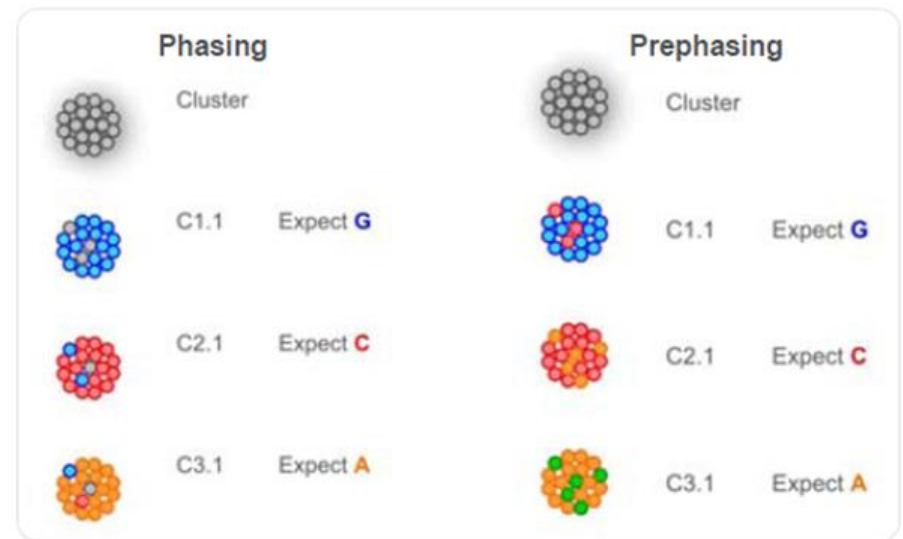 Phasing
Cluster
C1.1 Expect G
C2.1 Expect C
C3.1 Expect A
Prephasing
Cluster
C1.1 Expect G
C2.1 Expect C
C3.1 Expect A